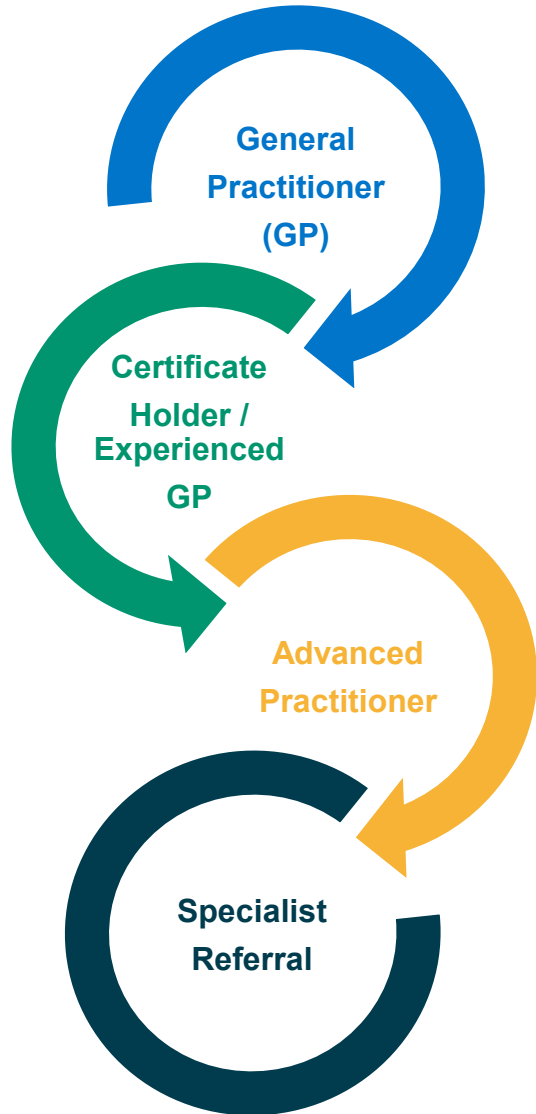 General
Practitioner
(GP)
Certificate
Holder /
Experienced
GP
Advanced
Practitioner
Specialist
Referral